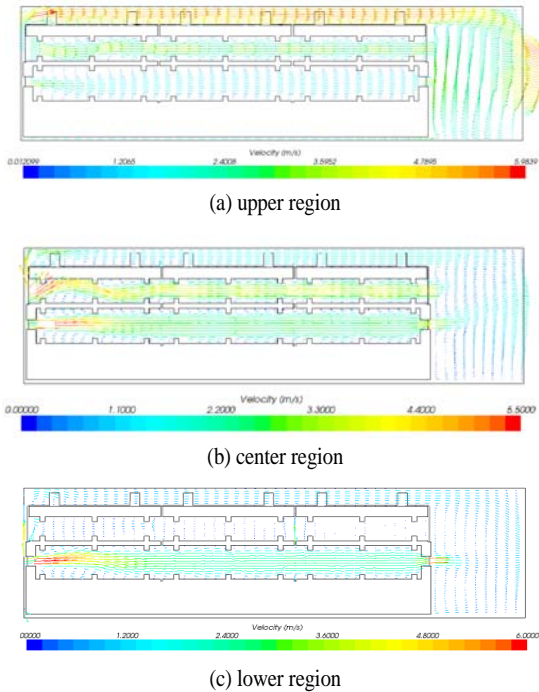 Velocity (m/s)
0.012099 1.2065 2.4008 3.5952 4.7895 5.9839
(a) upper region
Velocity (m/s)
0.00000 1.1000 2.2000 3.3000 4.4000 5.5000
(b) center region
Velocity (m/s)
00000 1.2000 2.4000 3.6000 4.8000 6.0000
(c) lower region